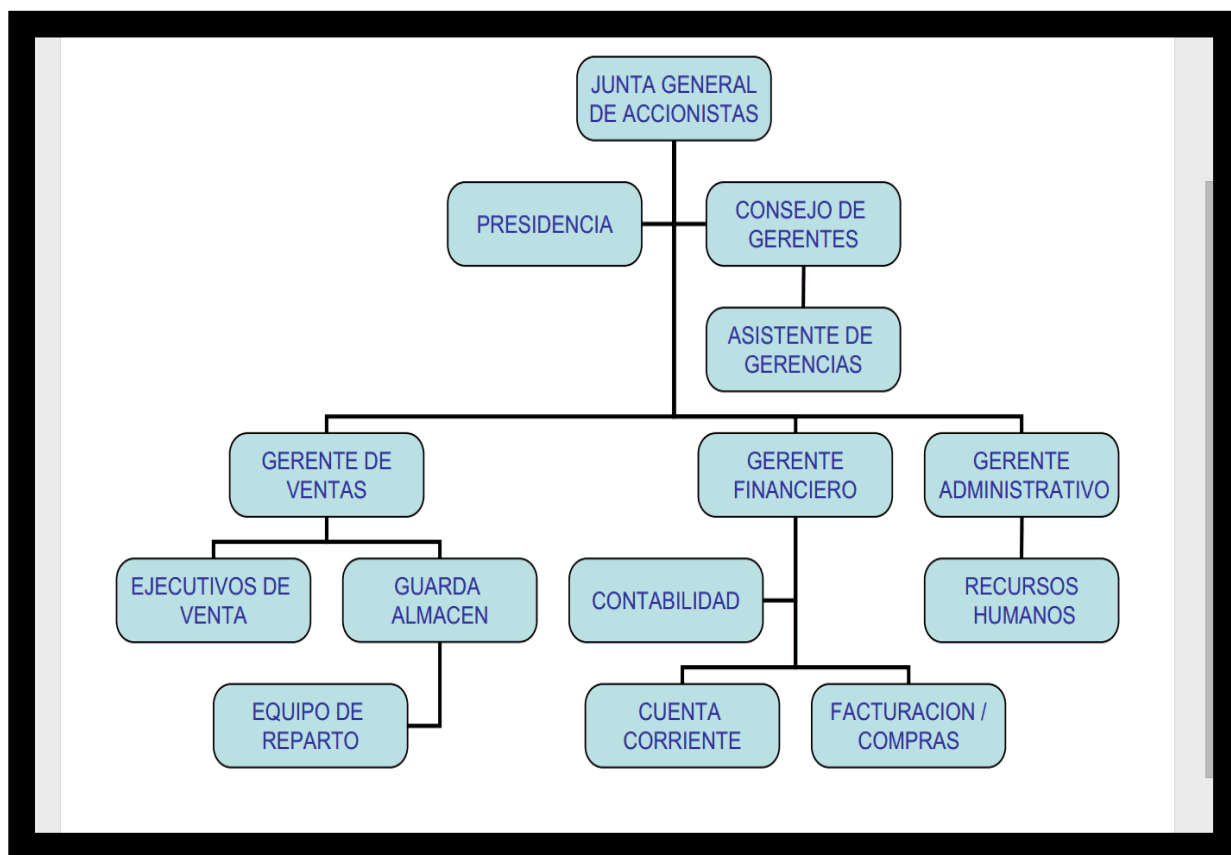 JUNTA GENERAL
DE ACCIONISTAS
PRESIDENCIA
CONSEJO DE
GERENTES
ASISTENTE DE
GERENCIAS
GERENTE DE
VENTAS
GERENTE
FINANCIERO
GERENTE
ADMINISTRATIVO
EJECUTIVOS DE
VENTA
GUARDA
ALMACEN
CONTABILIDAD
RECURSOS
HUMANOS
EQUIPO DE
REPARTO
CUENTA
CORRIENTE
FACTURACION /
COMPRAS